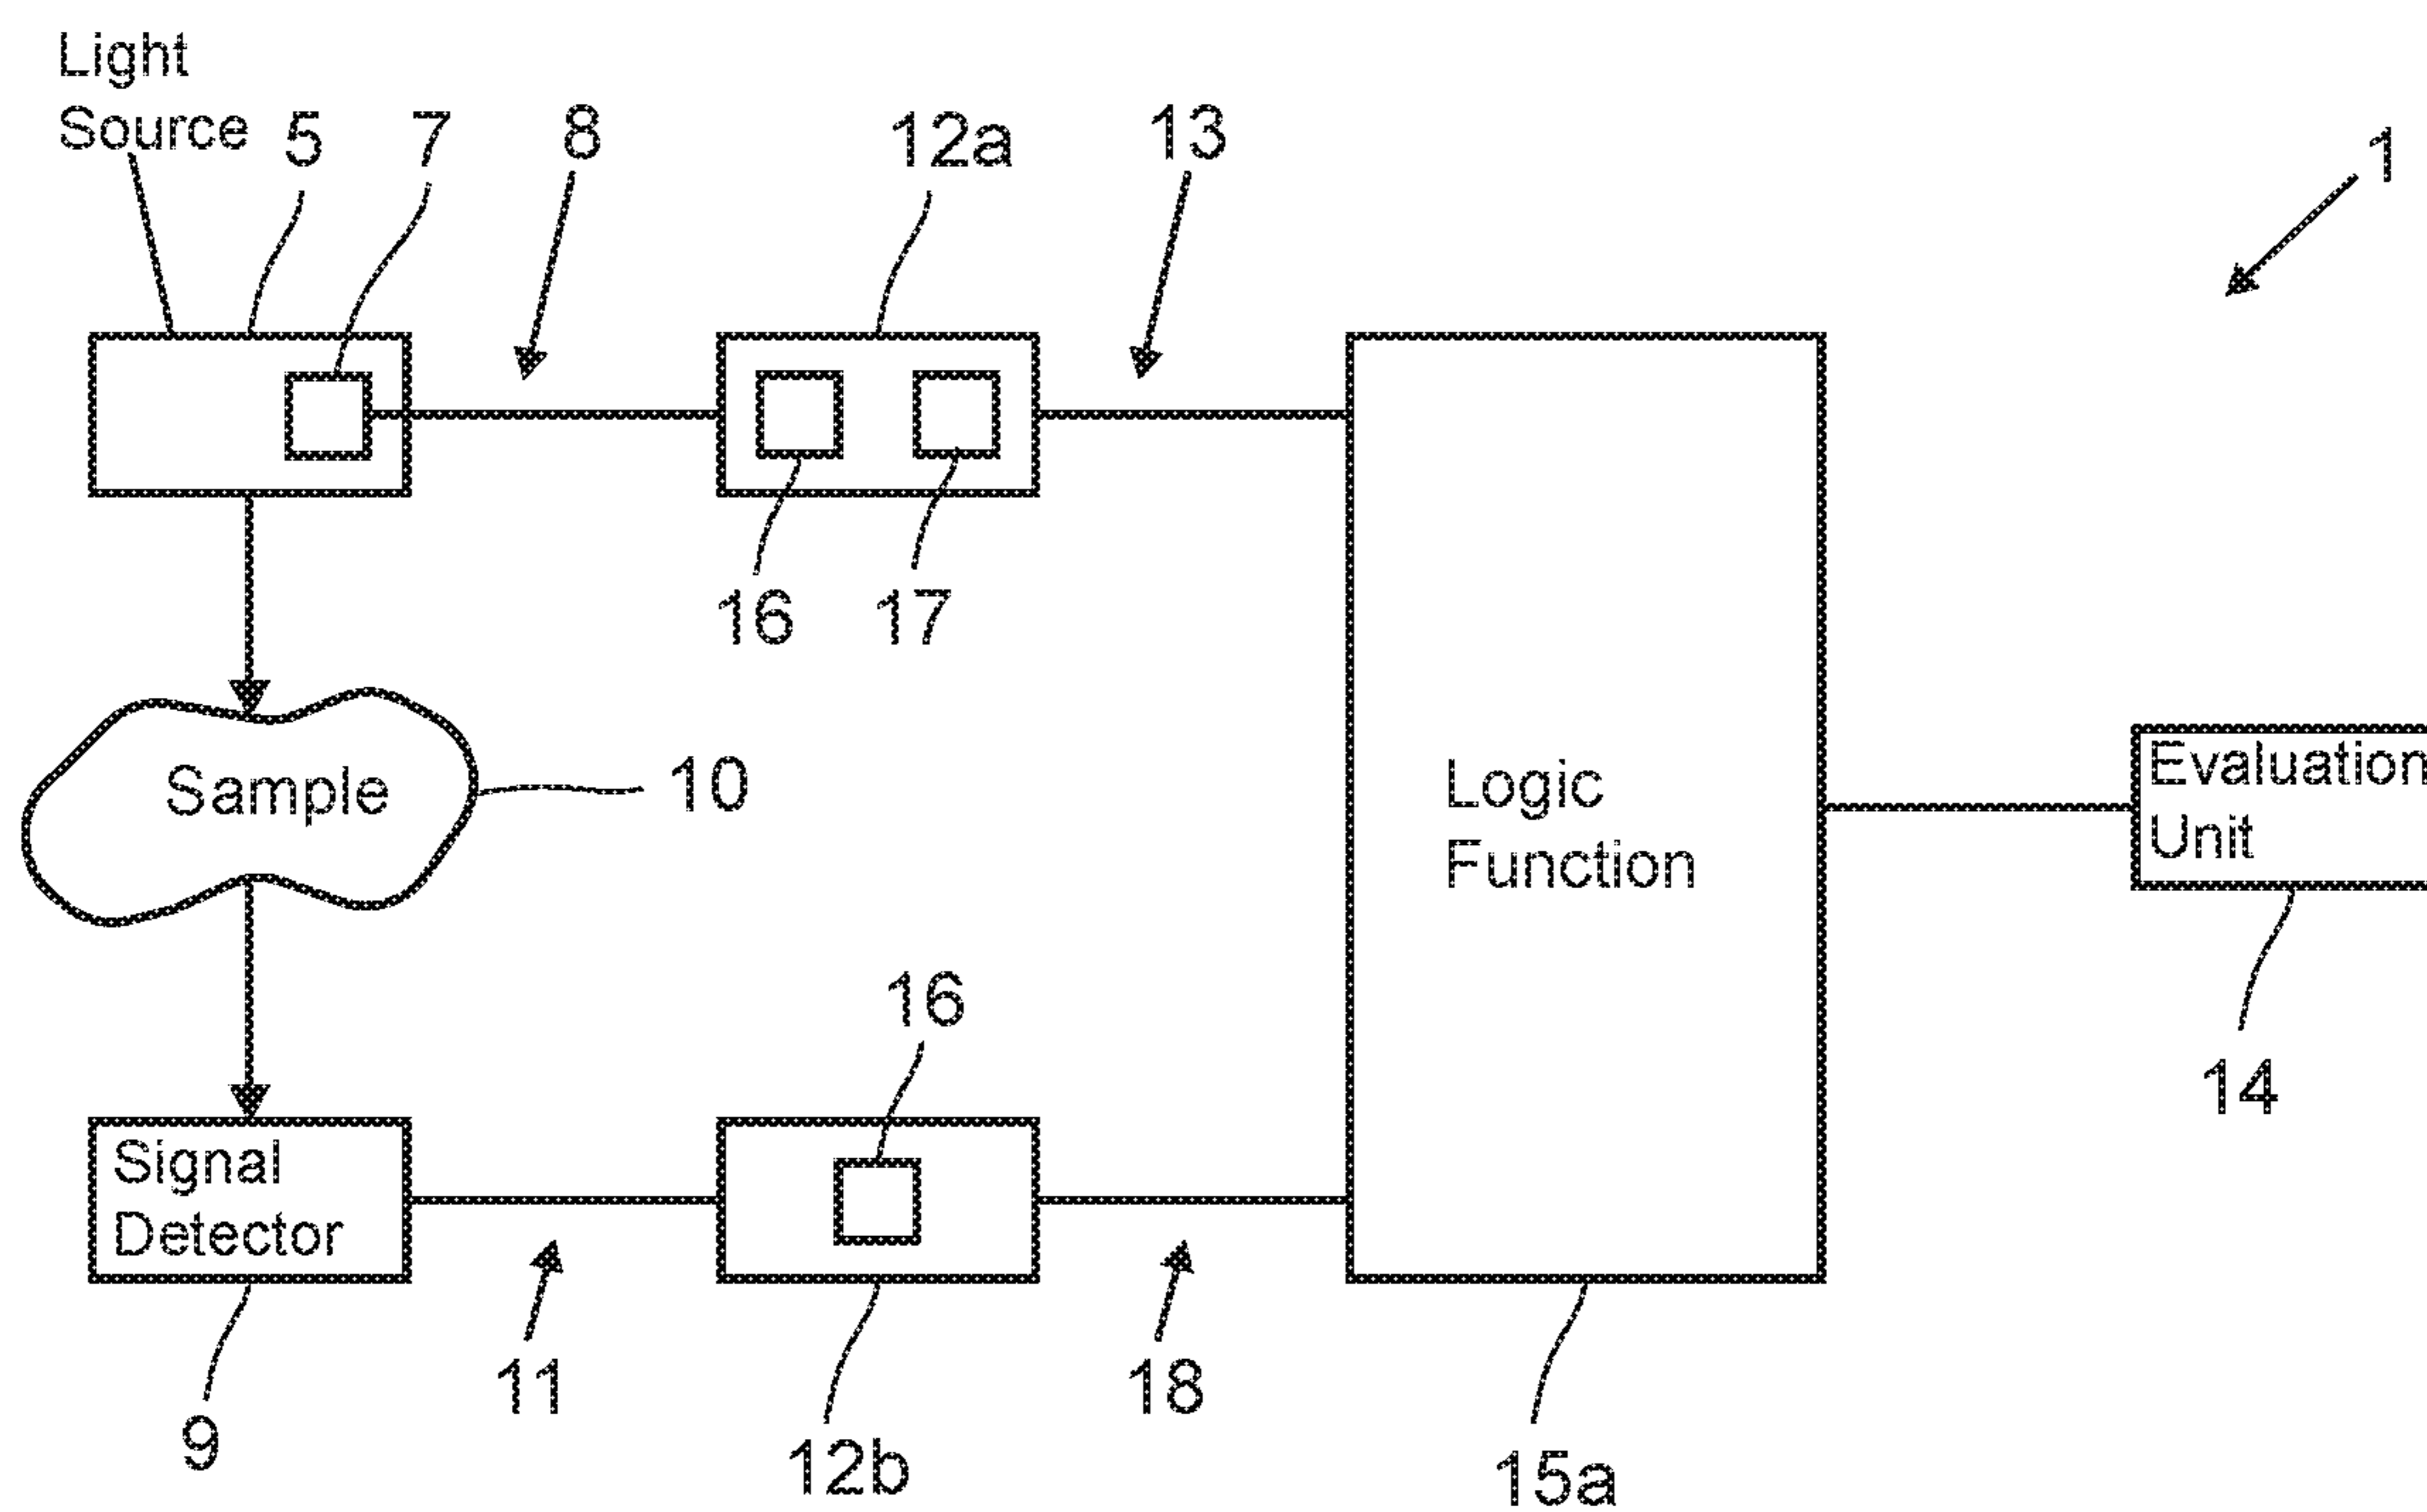 Light
Source 5 7 8 12a 13 1
16 17
Sample 10
Logic
Function
Evaluation
Unit
16
14
Signal
Detector
11 18
9 12b 15a